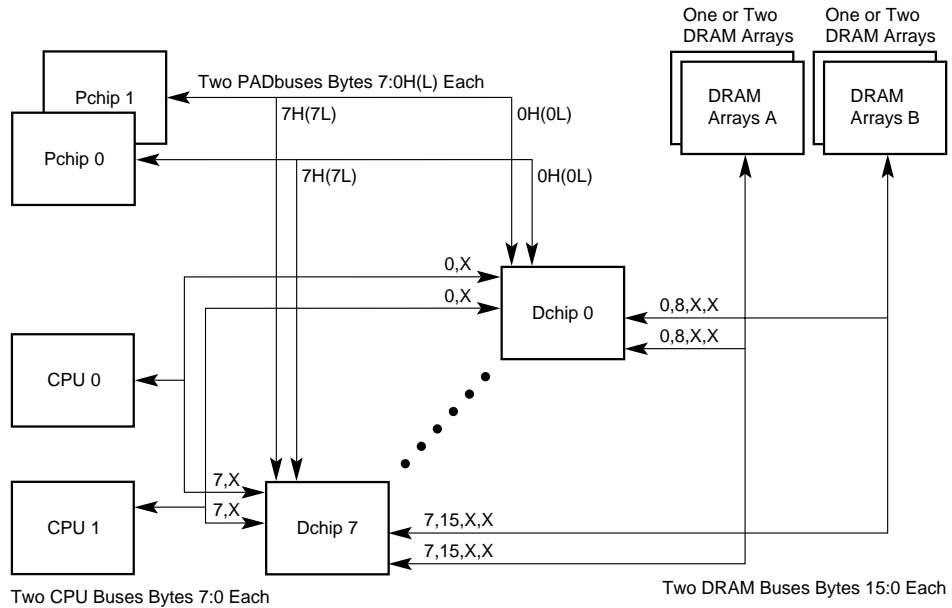 One or Two
DRAM Arrays
One or Two
DRAM Arrays
Pchip 1
Two PADbuses Bytes 7:0H(L) Each
7H(7L)
0H(0L)
DRAM
Arrays A
DRAM
Arrays B
Pchip 0
7H(7L)
0H(0L)
0,X
0,X
Dchip 0
0,8,X,X
0,8,X,X
CPU 0
7,X
7,X
CPU 1
Dchip 7
7,15,X,X
7,15,X,X
Two CPU Buses Bytes 7:0 Each
Two DRAM Buses Bytes 15:0 Each